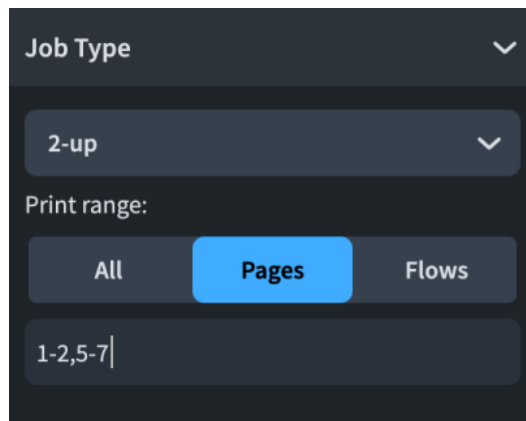 Job Type
2-up
Print range:
All Pages Flows
1-2,5-7